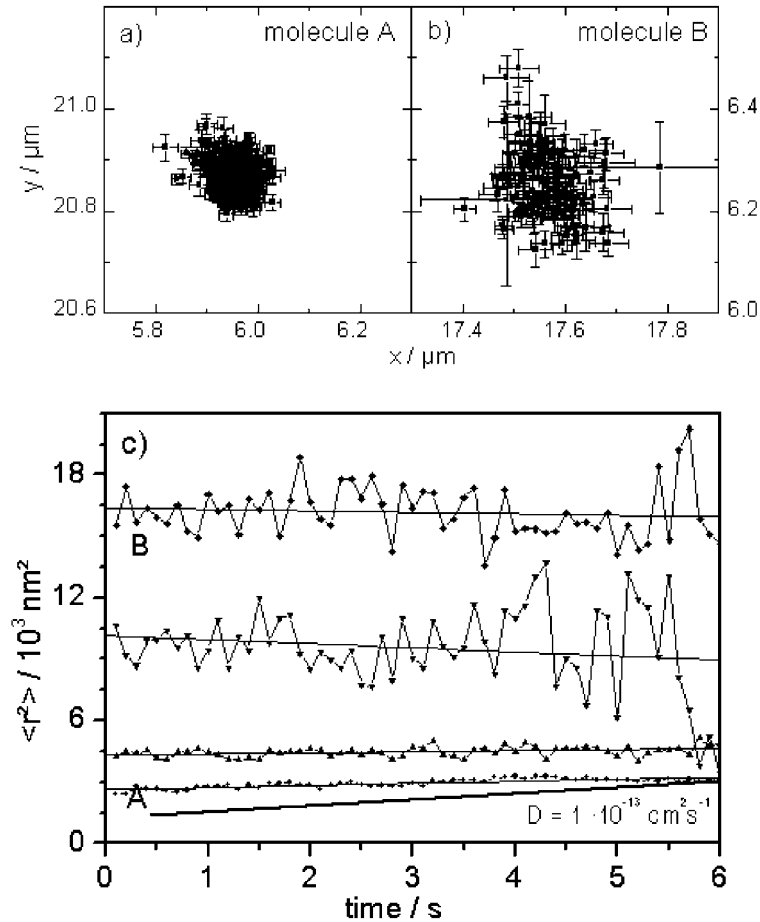 a) molecule A
b) molecule B
y / µm
21.0
20.8
20.6
6.4
6.2
6.0
5.8 6.0 6.2
17.4 17.6 17.8
x / µm
c)
<r²> / 10³ nm²
18
12
6
0
B
A
D = 1 · 10⁻¹³ cm²s⁻¹
0 1 2 3 4 5 6
time / s